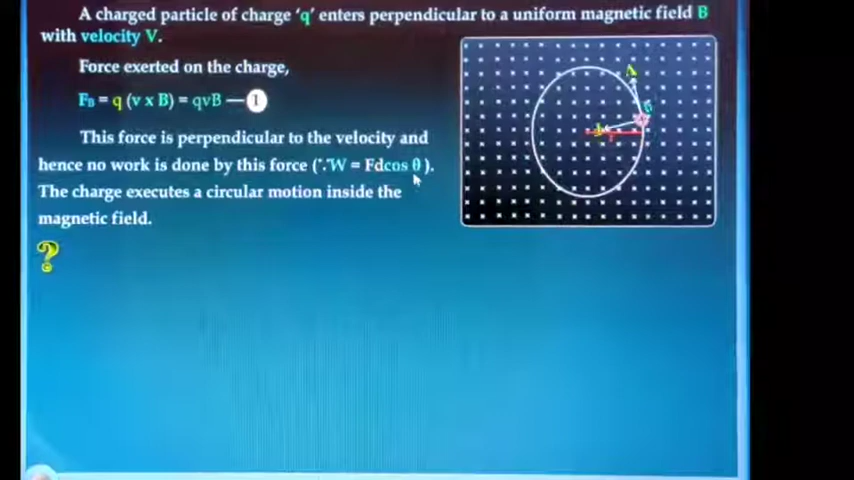 A charged particle of charge ‘q’ enters perpendicular to a uniform magnetic field B
with velocity V.
Force exerted on the charge,
FB = q (v x B) = qvB — 1
This force is perpendicular to the velocity and
hence no work is done by this force (∵W = Fdcos θ ).
The charge executes a circular motion inside the
magnetic field.
?